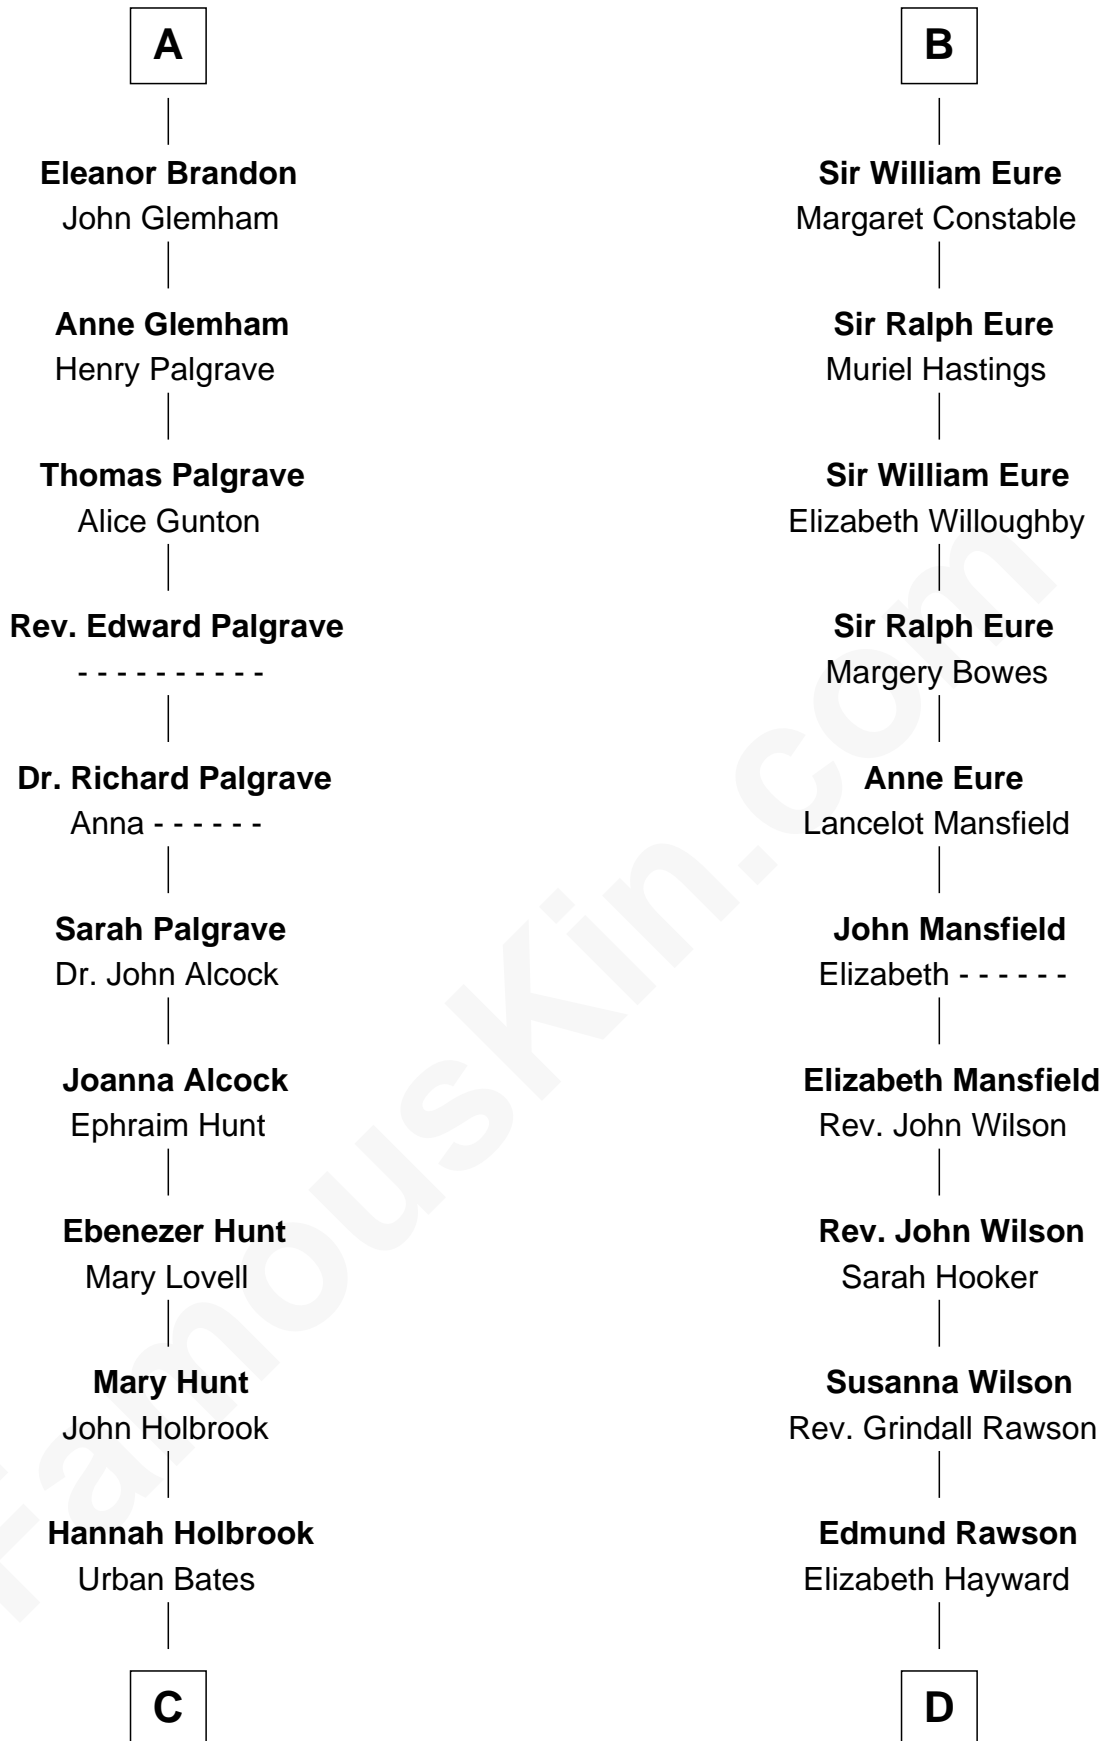 A
Eleanor Brandon
John Glemham
Anne Glemham
Henry Palgrave
Thomas Palgrave
Alice Gunton
Rev. Edward Palgrave
- - - - - - - - - -
Dr. Richard Palgrave
Anna - - - - - -
Sarah Palgrave
Dr. John Alcock
Joanna Alcock
Ephraim Hunt
Ebenezer Hunt
Mary Lovell
Mary Hunt
John Holbrook
Hannah Holbrook
Urban Bates
C
B
Sir William Eure
Margaret Constable
Sir Ralph Eure
Muriel Hastings
Sir William Eure
Elizabeth Willoughby
Sir Ralph Eure
Margery Bowes
Anne Eure
Lancelot Mansfield
John Mansfield
Elizabeth - - - - - -
Elizabeth Mansfield
Rev. John Wilson
Rev. John Wilson
Sarah Hooker
Susanna Wilson
Rev. Grindall Rawson
Edmund Rawson
Elizabeth Hayward
D
FamousKin.com